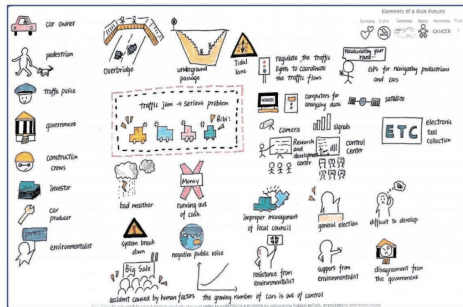 Elements of a Rich Picture
CANCER
car owner
pedestrian
traffic police
government
construction
crews
investor
car
producer
environmentalist
Overbridge
underground
passage
Tidal
lane
regulate the traffic
lights to coordinate
the traffic flows
GPS for navigating pedestrians
and cars
traffic jam → serious problem
Bibi!
computers for
analyzing data
satellite
camera
signals
Research
and
development
center
control
center
ETC
electronic
toll
collection
bad weather
Money
running out
of cash
improper management
of local council
general election
difficult to develop
system break
down
negative public voice
Big Sale
accident caused by human factors
the growing number of cars is out of control
resistance from
environmentalist
support from
environmentalist
disagreement from
the government